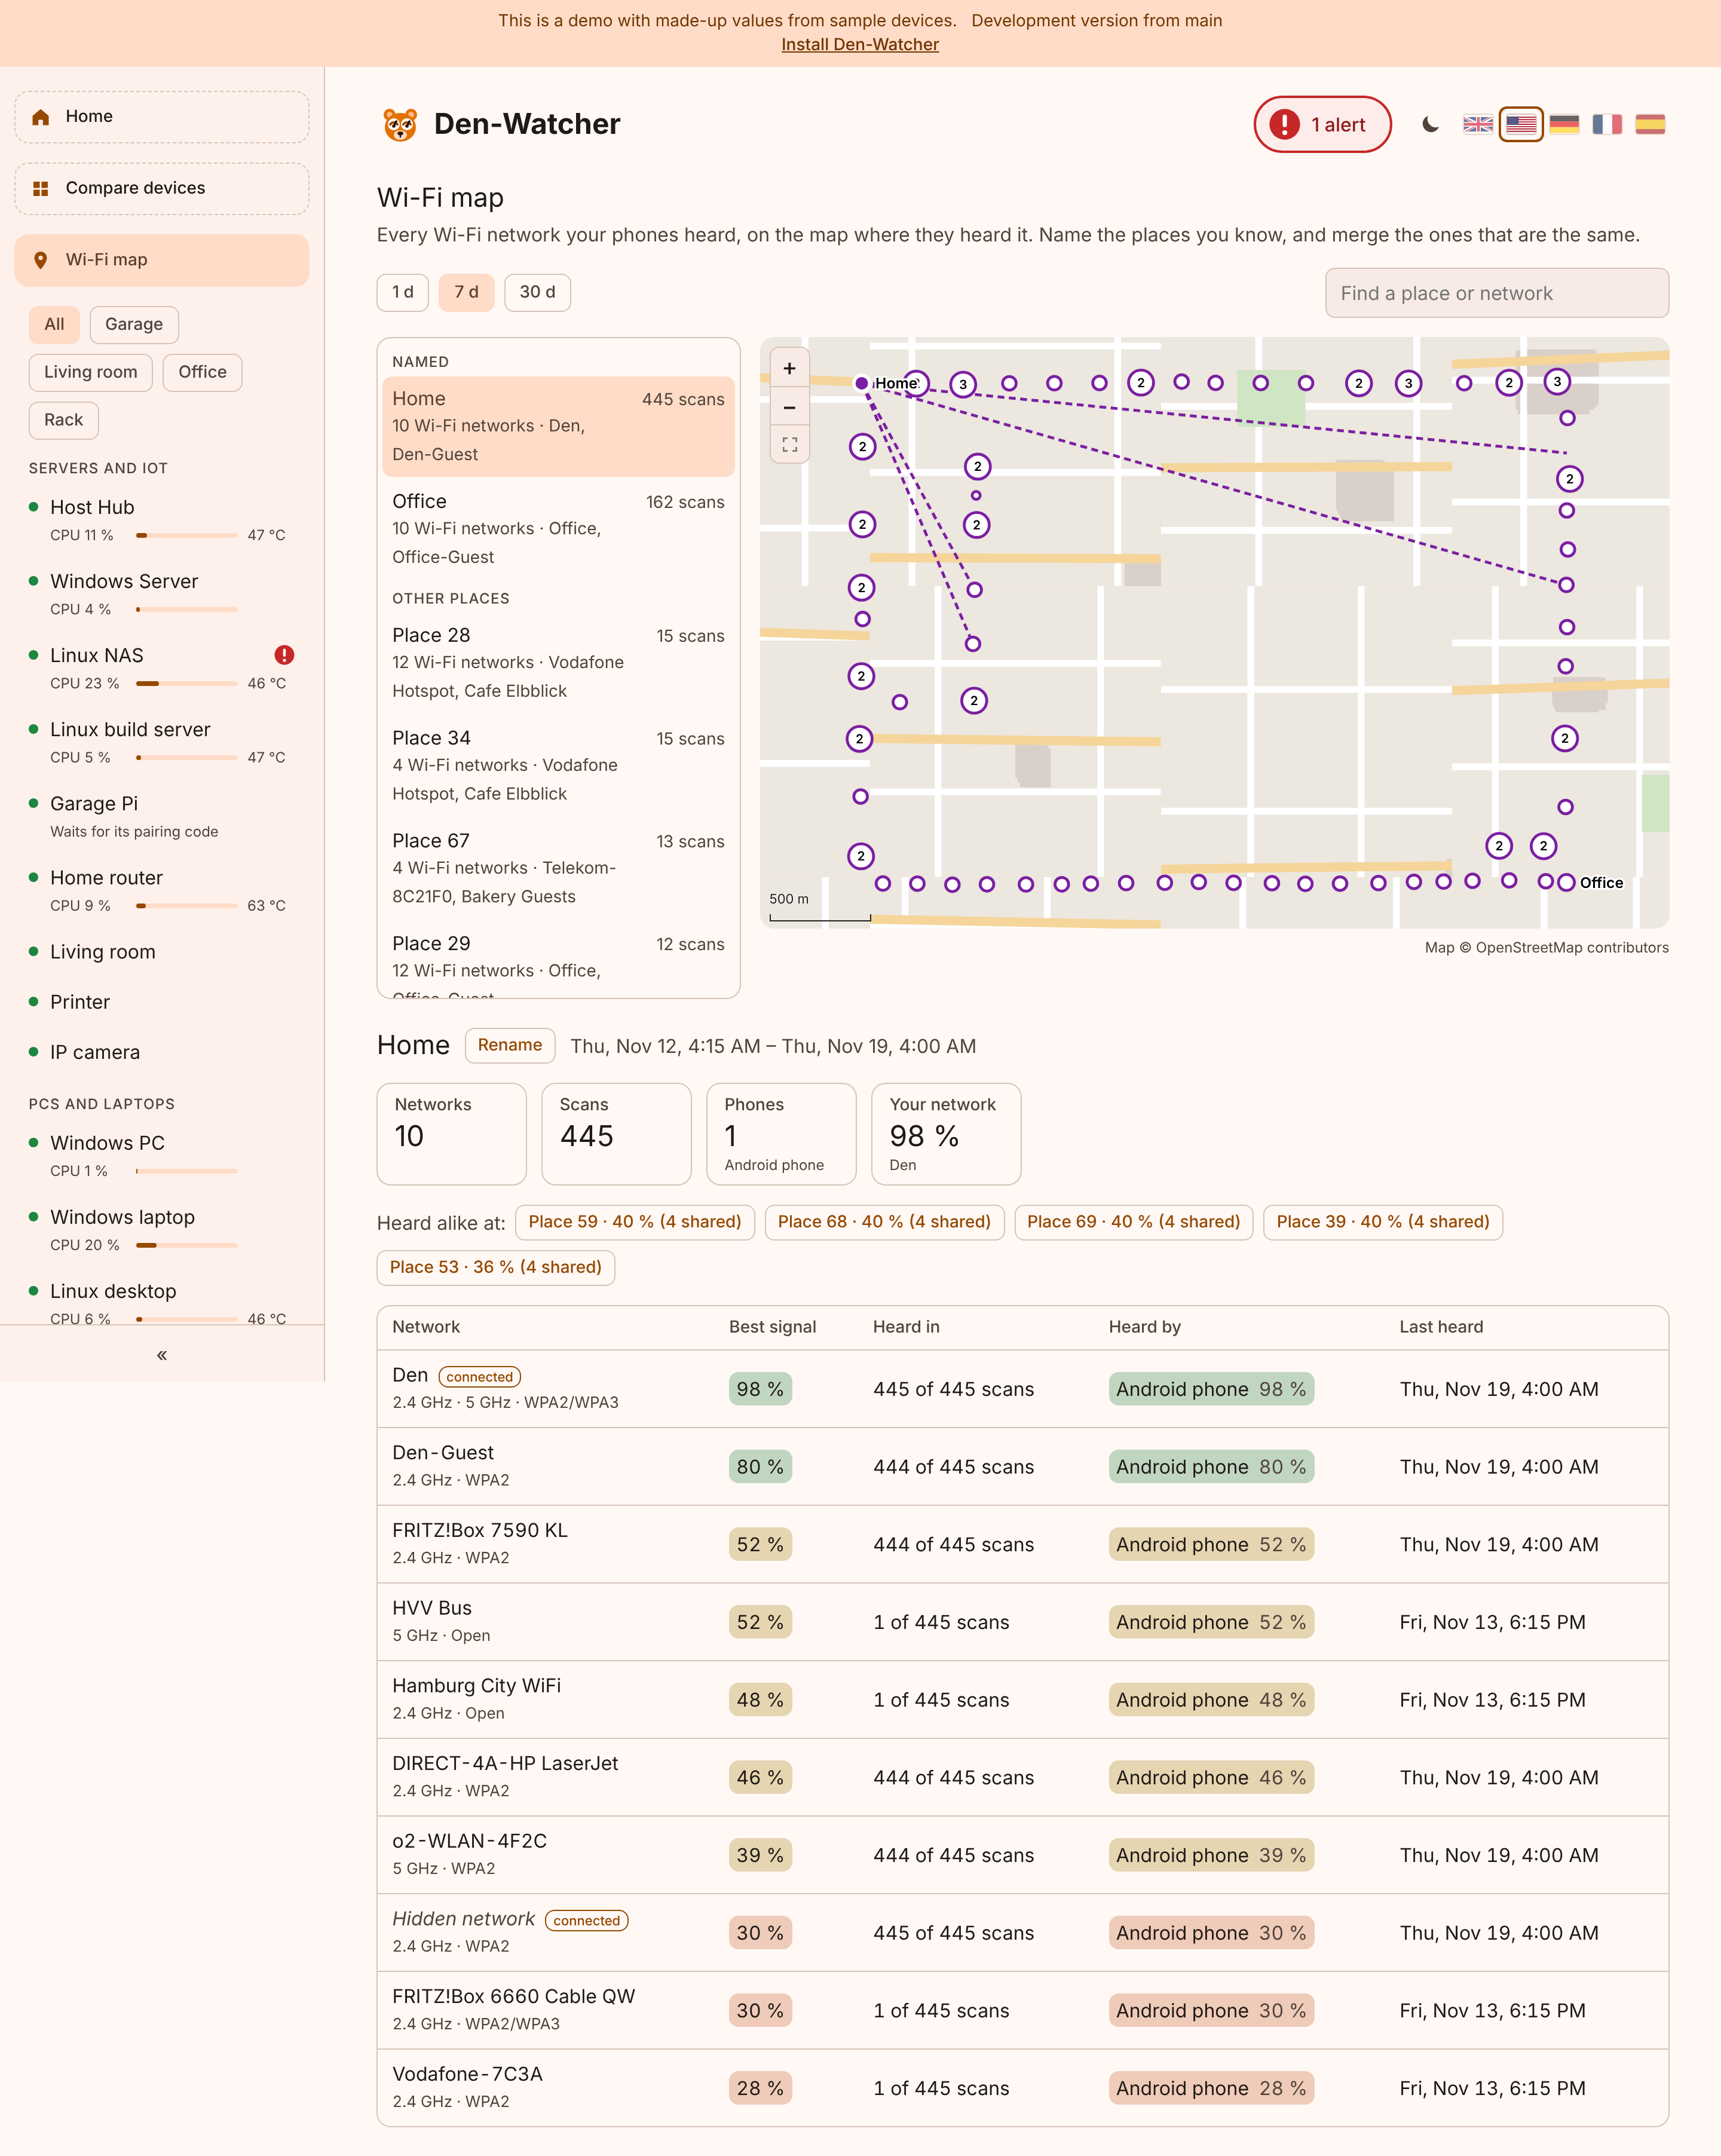 This is a demo with made-up values from sample devices. Development version from main
Install Den-Watcher
Home
Compare devices
Wi-Fi map
All
Garage
Living room
Office
Rack
SERVERS AND IOT
Host Hub
CPU 11 %
47 °C
Windows Server
CPU 4 %
Linux NAS
CPU 23 %
46 °C
Linux build server
CPU 5 %
47 °C
Garage Pi
Waits for its pairing code
Home router
CPU 9 %
63 °C
Living room
Printer
IP camera
PCS AND LAPTOPS
Windows PC
CPU 1 %
Windows laptop
CPU 20 %
Linux desktop
CPU 6 %
46 °C
«
Den-Watcher
1 alert
Wi-Fi map
Every Wi-Fi network your phones heard, on the map where they heard it. Name the places you know, and merge the ones that are the same.
1 d
7 d
30 d
Find a place or network
NAMED
Home
445 scans
10 Wi-Fi networks · Den,
Den-Guest
Office
162 scans
10 Wi-Fi networks · Office,
Office-Guest
OTHER PLACES
Place 28
15 scans
12 Wi-Fi networks · Vodafone
Hotspot, Cafe Elbblick
Place 34
15 scans
4 Wi-Fi networks · Vodafone
Hotspot, Cafe Elbblick
Place 67
13 scans
4 Wi-Fi networks · Telekom-
8C21F0, Bakery Guests
Place 29
12 scans
12 Wi-Fi networks · Office,
Office-Guest
+
−
Home
3
2
2
3
2
3
2
2
2
2
2
2
2
2
2
2
2
2
2
2
Office
500 m
Map © OpenStreetMap contributors
Home
Rename
Thu, Nov 12, 4:15 AM – Thu, Nov 19, 4:00 AM
Networks
10
Scans
445
Phones
1
Android phone
Your network
98 %
Den
Heard alike at:
Place 59 · 40 % (4 shared)
Place 68 · 40 % (4 shared)
Place 69 · 40 % (4 shared)
Place 39 · 40 % (4 shared)
Place 53 · 36 % (4 shared)
Network Best signal Heard in Heard by Last heard
Den connected
2.4 GHz · 5 GHz · WPA2/WPA3
98 % 445 of 445 scans Android phone 98 % Thu, Nov 19, 4:00 AM
Den-Guest
2.4 GHz · WPA2
80 % 444 of 445 scans Android phone 80 % Thu, Nov 19, 4:00 AM
FRITZ!Box 7590 KL
2.4 GHz · WPA2
52 % 444 of 445 scans Android phone 52 % Thu, Nov 19, 4:00 AM
HVV Bus
5 GHz · Open
52 % 1 of 445 scans Android phone 52 % Fri, Nov 13, 6:15 PM
Hamburg City WiFi
2.4 GHz · Open
48 % 1 of 445 scans Android phone 48 % Fri, Nov 13, 6:15 PM
DIRECT-4A-HP LaserJet
2.4 GHz · WPA2
46 % 444 of 445 scans Android phone 46 % Thu, Nov 19, 4:00 AM
o2-WLAN-4F2C
5 GHz · WPA2
39 % 444 of 445 scans Android phone 39 % Thu, Nov 19, 4:00 AM
Hidden network connected
2.4 GHz · WPA2
30 % 445 of 445 scans Android phone 30 % Thu, Nov 19, 4:00 AM
FRITZ!Box 6660 Cable QW
2.4 GHz · WPA2/WPA3
30 % 1 of 445 scans Android phone 30 % Fri, Nov 13, 6:15 PM
Vodafone-7C3A
2.4 GHz · WPA2
28 % 1 of 445 scans Android phone 28 % Fri, Nov 13, 6:15 PM